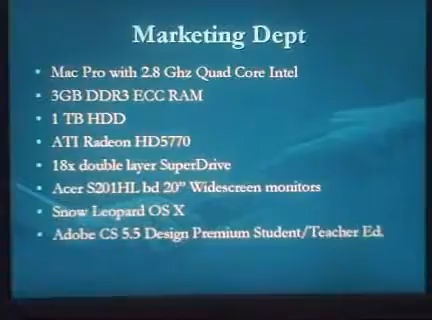 Marketing Dept
• Mac Pro with 2.8 Ghz Quad Core Intel
• 3GB DDR3 ECC RAM
• 1 TB HDD
• ATI Radeon HD5770
• 18x double layer SuperDrive
• Acer S201HL bd 20" Widescreen monitors
• Snow Leopard OS X
• Adobe CS 5.5 Design Premium Student/Teacher Ed.